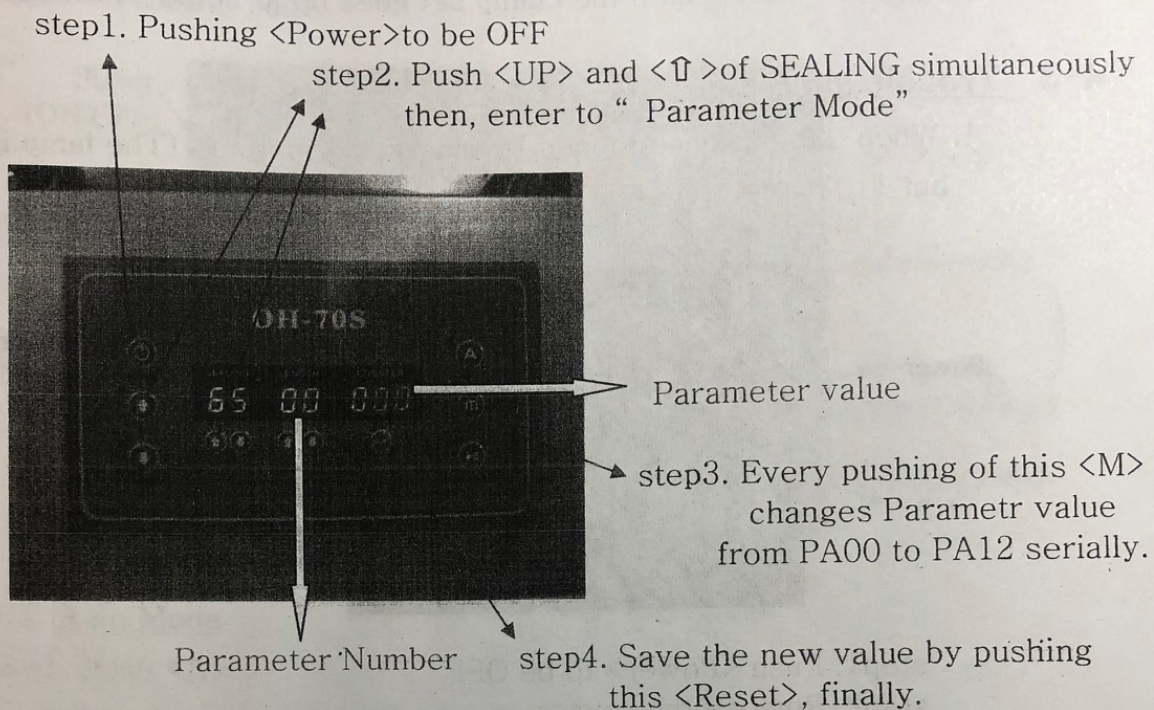 step1. Pushing <Power>to be OFF
step2. Push <UP> and <⇧ >of SEALING simultaneously
then, enter to “ Parameter Mode”
OH-70S
A
65 00 000
M
Parameter value
step3. Every pushing of this <M>
changes Parametr value
from PA00 to PA12 serially.
Parameter Number
step4. Save the new value by pushing
this <Reset>, finally.